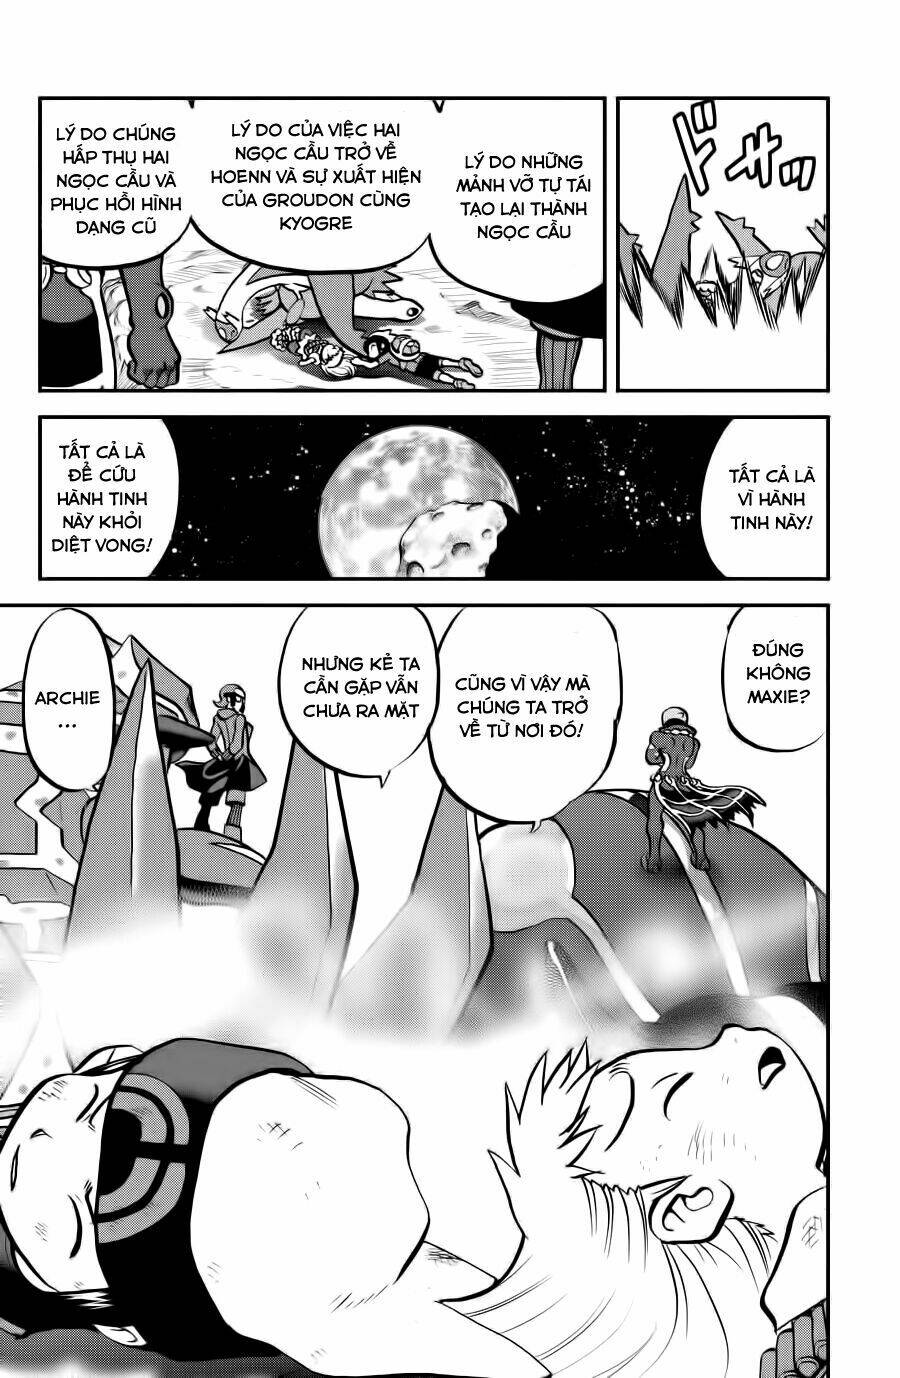 ドサッ
LÝ DO NHỮNG
MẢNH VỠ TỰ TÁI
TẠO LẠI THÀNH
NGỌC CẦU
LÝ DO CỦA VIỆC HAI
NGỌC CẦU TRỞ VỀ
HOENN VÀ SỰ XUẤT HIỆN
CỦA GROUDON CÙNG
KYOGRE
LÝ DO CHÚNG
HẤP THỤ HAI
NGỌC CẦU VÀ
PHỤC HỒI HÌNH
DẠNG CŨ
TẤT CẢ LÀ
VÌ HÀNH
TINH NÀY!
TẤT CẢ LÀ
ĐỂ CỨU
HÀNH TINH
NÀY KHỎI
DIỆT VONG!
ĐÚNG
KHÔNG
MAXIE?
CŨNG VÌ VẬY MÀ
CHÚNG TA TRỞ
VỀ TỪ NƠI ĐÓ!
NHƯNG KẺ TA
CẦN GẶP VẪN
CHƯA RA MẶT
ARCHIE
...